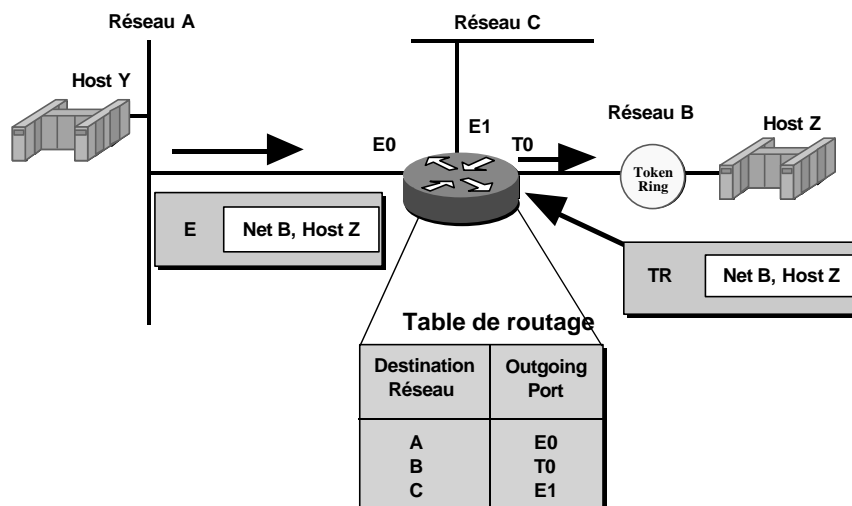 Réseau A
Réseau C
Host Y
E1
Réseau B
E0
T0
Host Z
Token
Ring
E
Net B, Host Z
TR
Net B, Host Z
Table de routage
Destination
Réseau
Outgoing
Port
A
E0
B
T0
C
E1